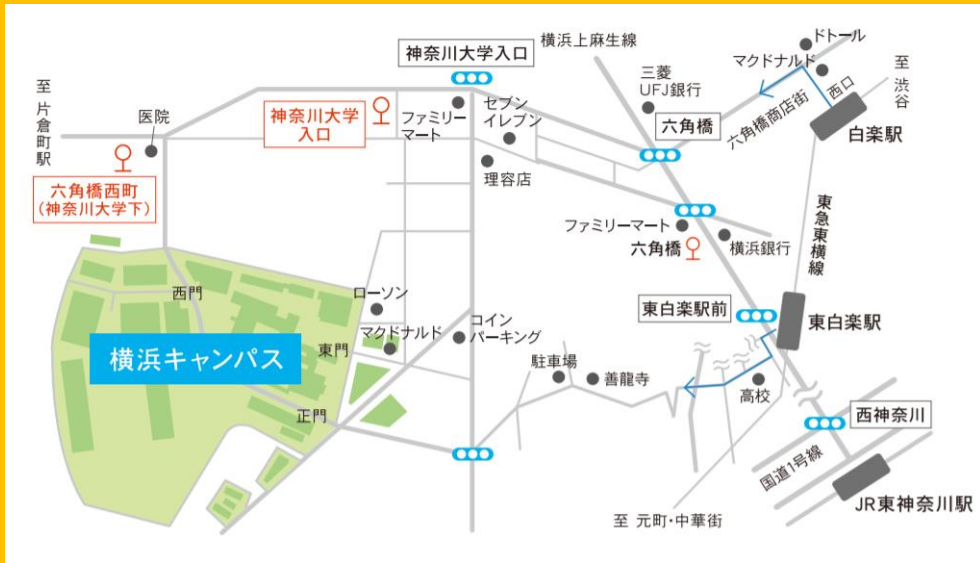 ドトール
マクドナルド
至 渋谷
西口
白楽駅
六角橋商店街
横浜上麻生線
三菱
UFJ銀行
六角橋
神奈川大学入口
至 片倉町駅
医院
神奈川大学
入口
ファミリー
マート
セブン
イレブン
理容店
六角橋西町
(神奈川大学下)
ファミリーマート
六角橋
横浜銀行
東急東横線
西門
ローソン
マクドナルド
コイン
パーキング
東白楽駅前
東白楽駅
横浜キャンパス
東門
駐車場
善龍寺
高校
正門
西神奈川
国道1号線
JR東神奈川駅
至 元町・中華街